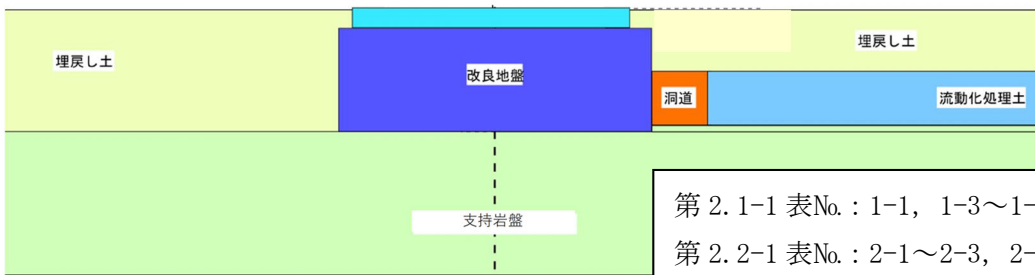 埋戻し土
埋戻し土
改良地盤
洞道
流動化処理土
支持岩盤
第 2.1-1 表№：1-1，1-3～1-
第 2.2-1 表№：2-1～2-3，2-